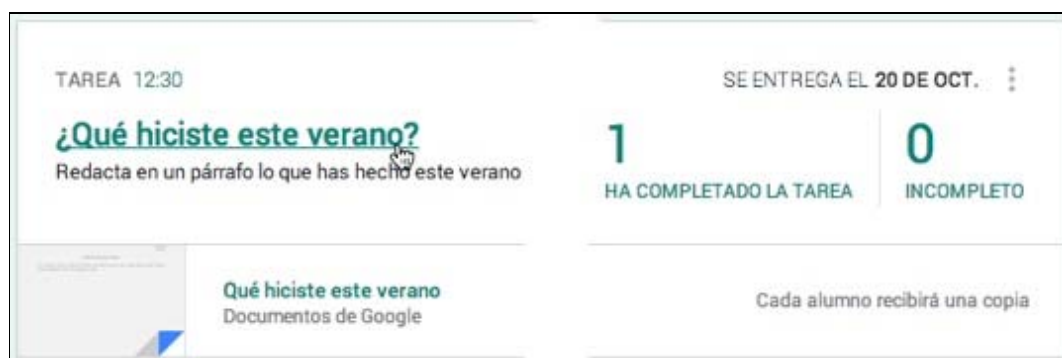 TAREA 12:30
SE ENTREGA EL 20 DE OCT.
¿Qué hiciste este verano?
Redacta en un párrafo lo que has hecho este verano
1
HA COMPLETADO LA TAREA
0
INCOMPLETO
Qué hiciste este verano
Documentos de Google
Cada alumno recibirá una copia